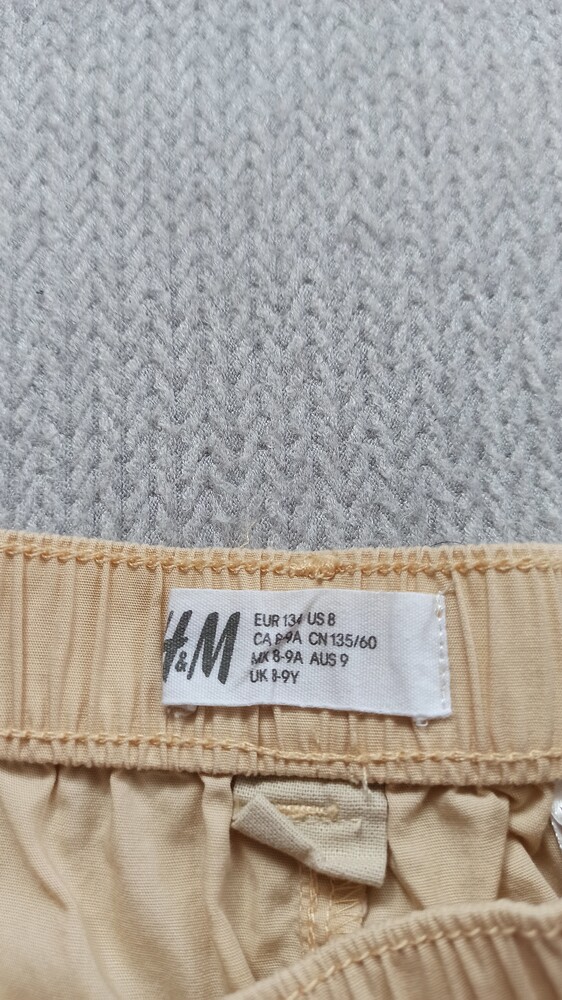 H&M
EUR 134 US 8
CA 8-9A CN 135/60
MX 8-9A AUS 9
UK 8-9Y